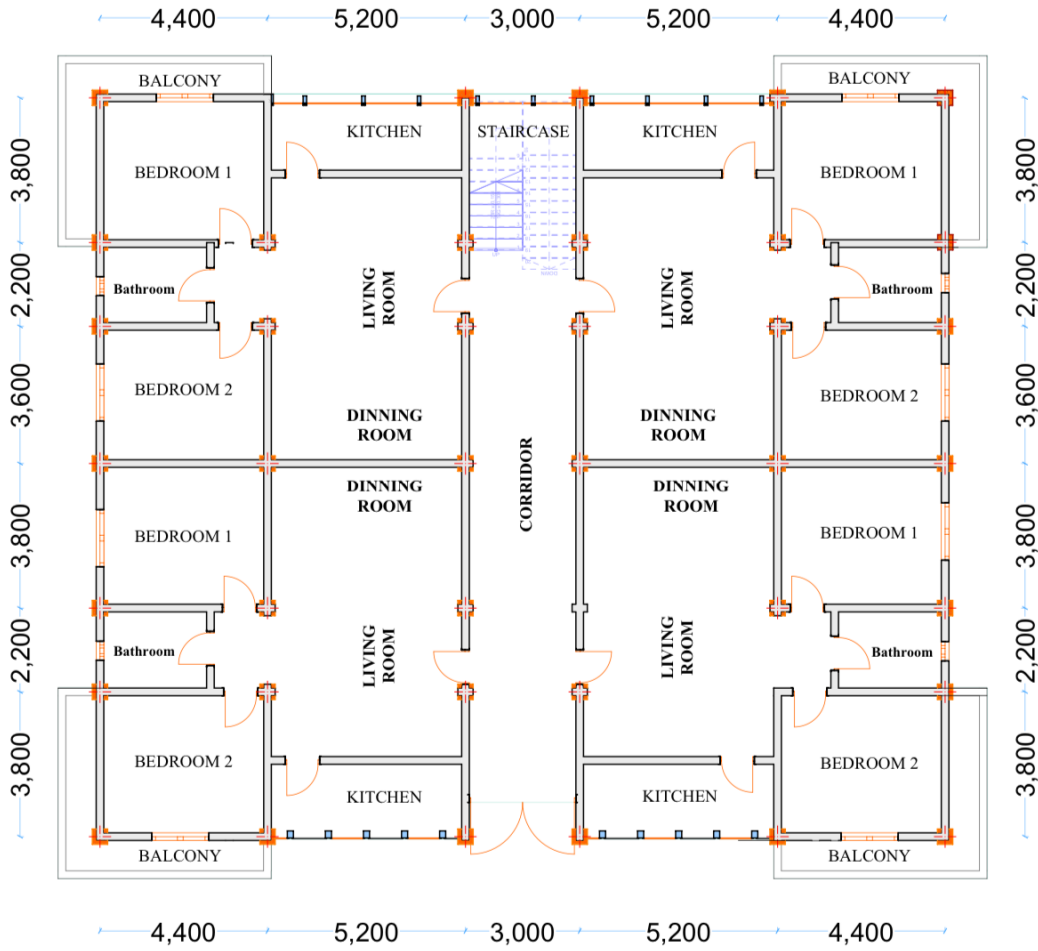 4,400 5,200 3,000 5,200 4,400
BALCONY
BALCONY
KITCHEN
STAIRCASE
KITCHEN
3,800
BEDROOM 1
BEDROOM 1
3,800
2,200
Bathroom
LIVING
ROOM
LIVING
ROOM
Bathroom
2,200
3,600
BEDROOM 2
BEDROOM 2
3,600
DINNING
ROOM
DINNING
ROOM
CORRIDOR
DINNING
ROOM
DINNING
ROOM
3,800
BEDROOM 1
BEDROOM 1
3,800
2,200
Bathroom
LIVING
ROOM
LIVING
ROOM
Bathroom
2,200
3,800
BEDROOM 2
BEDROOM 2
3,800
KITCHEN
KITCHEN
BALCONY
BALCONY
4,400 5,200 3,000 5,200 4,400